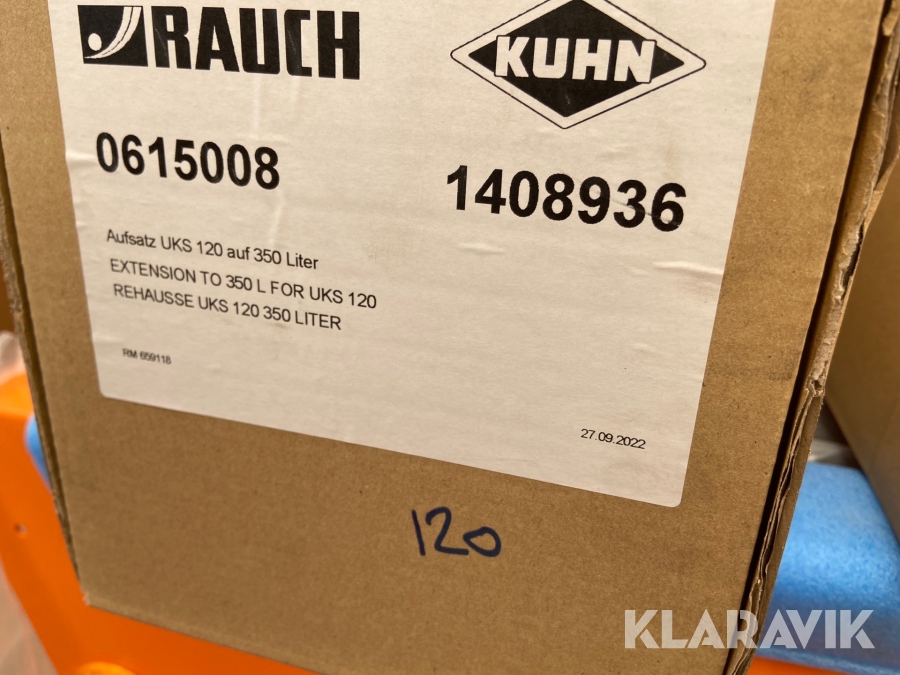 RAUCH
KUHN
0615008
1408936
Aufsatz UKS 120 auf 350 Liter
EXTENSION TO 350 L FOR UKS 120
REHAUSSE UKS 120 350 LITER
RM 659118
27.09.2022
120
KLARAVIK